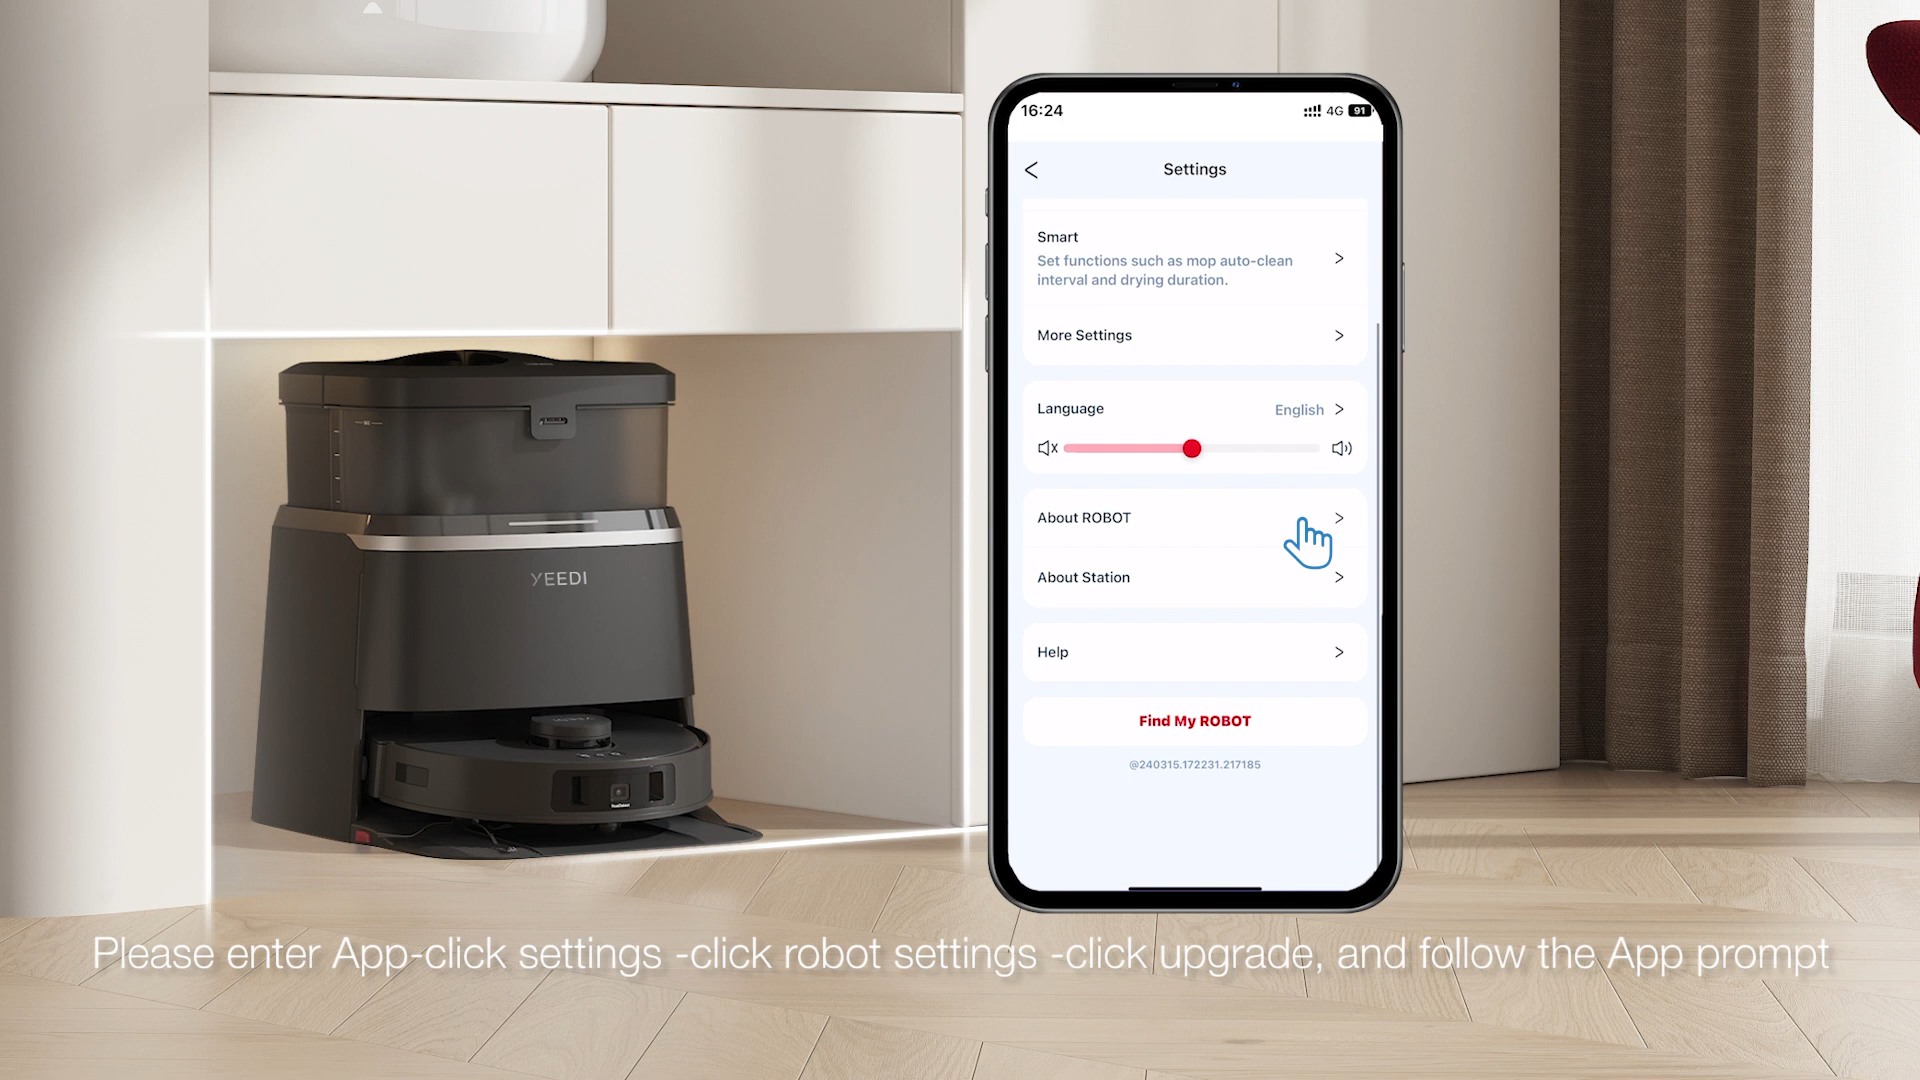 16:24
4G 91
Settings
Smart
Set functions such as mop auto-clean
interval and drying duration.
More Settings
Language English
About ROBOT
About Station
Help
Find My ROBOT
@240315.172231.217185
YEEDI
Please enter App-click settings -click robot settings -click upgrade, and follow the App prompt